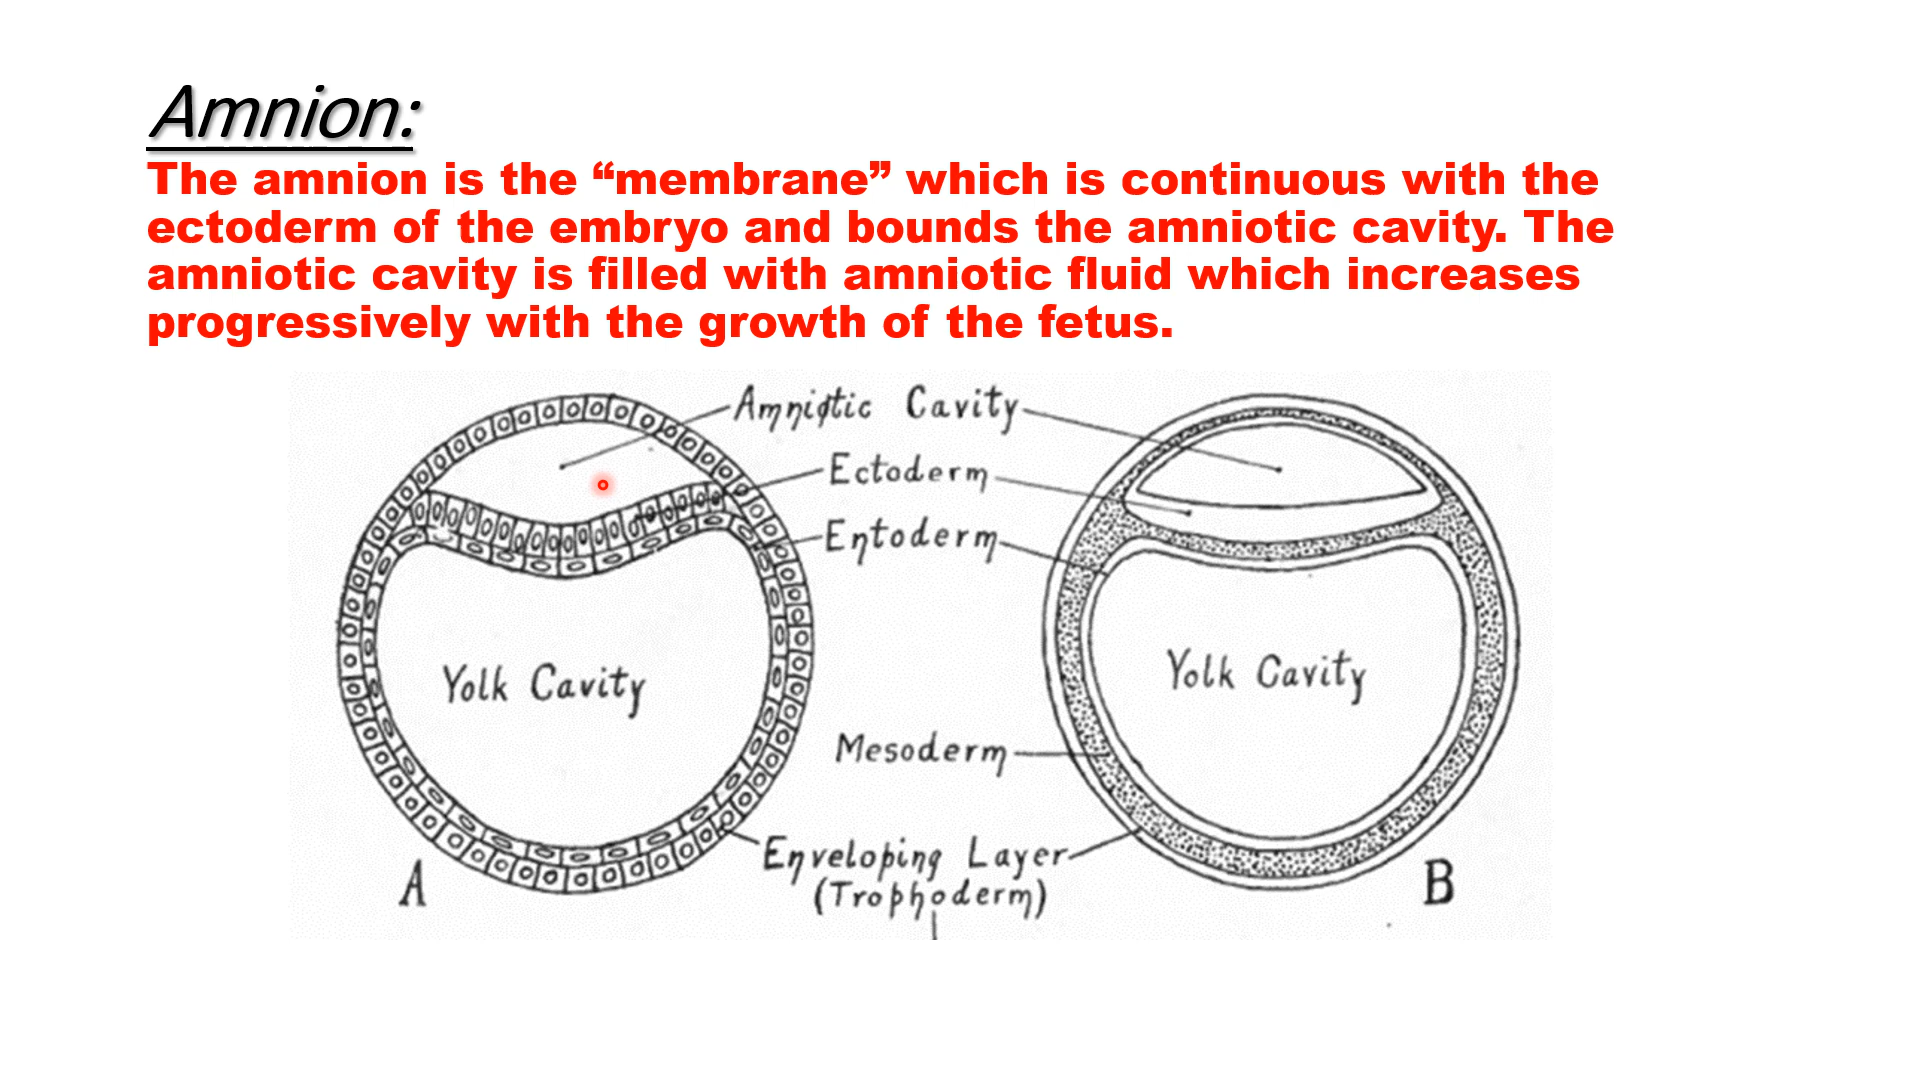 Amnion:
The amnion is the “membrane” which is continuous with the
ectoderm of the embryo and bounds the amniotic cavity. The
amniotic cavity is filled with amniotic fluid which increases
progressively with the growth of the fetus.
Amniotic Cavity
Ectoderm
Entoderm
Yolk Cavity
Yolk Cavity
Mesoderm
Enveloping Layer
(Trophoderm)
A
B